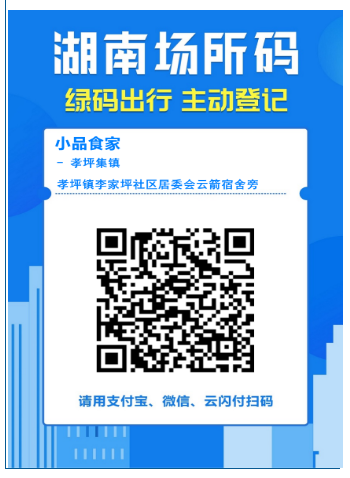 湖南场所码
绿码出行 主动登记
小品食家
- 孝坪集镇
孝坪镇李家坪社区居委会云箭宿舍旁
请用支付宝、微信、云闪付扫码